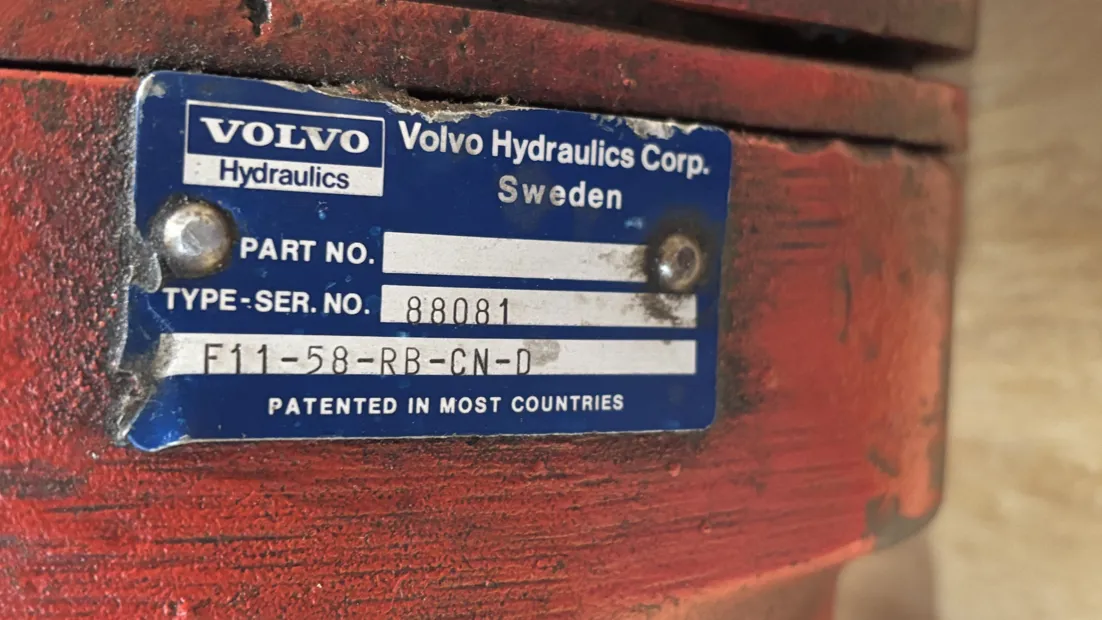 VOLVO
Hydraulics
Volvo Hydraulics Corp.
Sweden
PART NO.
TYPE-SER. NO. 88081
F11-58-RB-CN-D
PATENTED IN MOST COUNTRIES